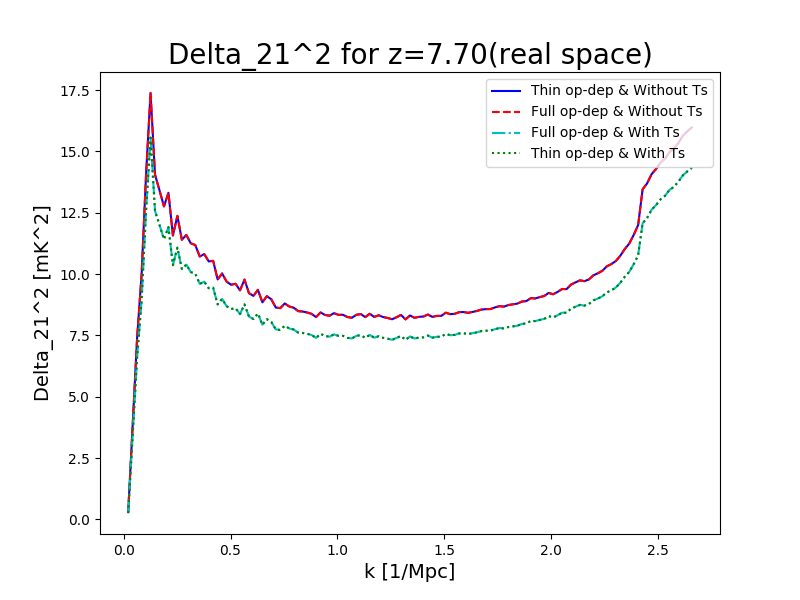 Delta_21^2 for z=7.70(real space)
Thin op-dep & Without Ts
Full op-dep & Without Ts
Full op-dep & With Ts
Thin op-dep & With Ts
Delta_21^2 [mK^2]
17.5
15.0
12.5
10.0
7.5
5.0
2.5
0.0
0.0 0.5 1.0 1.5 2.0 2.5
k [1/Mpc]